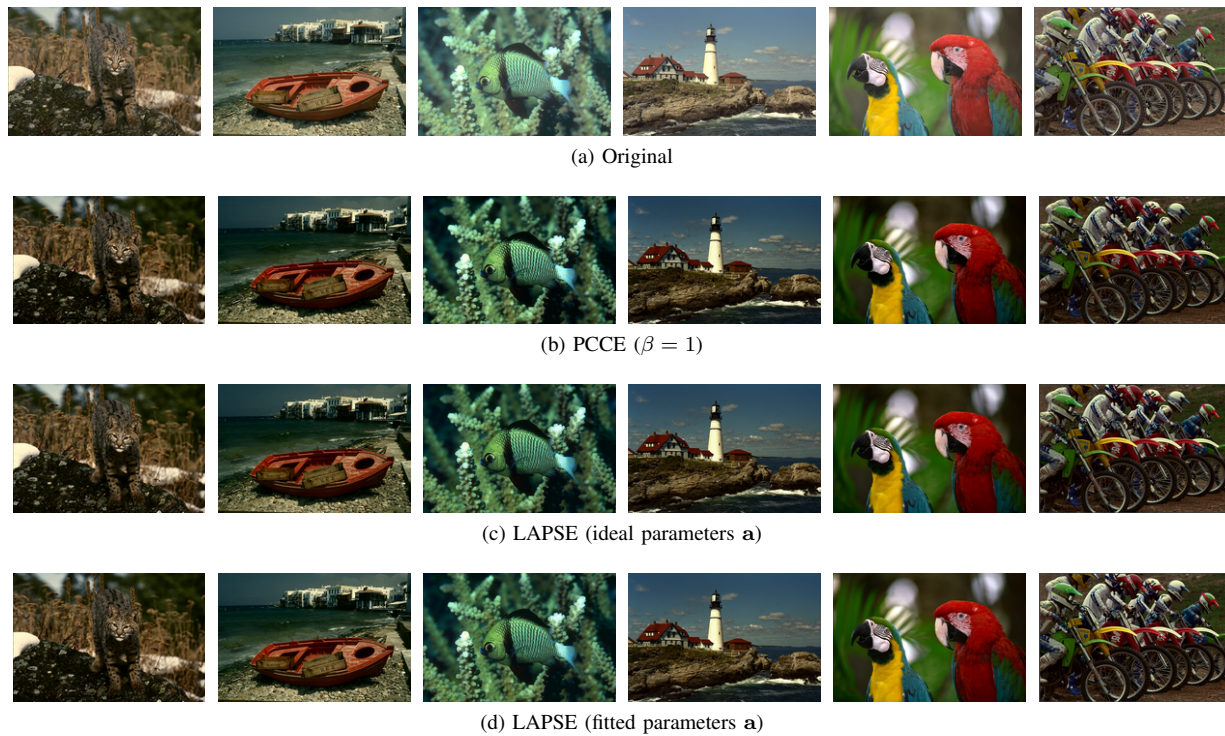 (a) Original
(b) PCCE (β = 1)
(c) LAPSE (ideal parameters a)
(d) LAPSE (fitted parameters a)